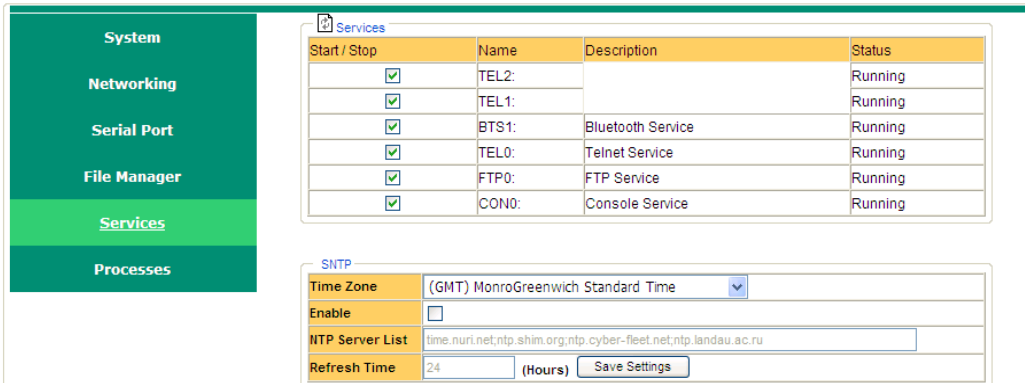 System
Networking
Serial Port
File Manager
Services
Processes
Services
Start / Stop Name Description Status
TEL2: Running
TEL1: Running
BTS1: Bluetooth Service Running
TEL0: Telnet Service Running
FTP0: FTP Service Running
CON0: Console Service Running
SNTP
Time Zone (GMT) MonroGreenwich Standard Time
Enable
NTP Server List time.nuri.net;ntp.shim.org;ntp.cyber-fleet.net;ntp.landau.ac.ru
Refresh Time 24 (Hours) Save Settings